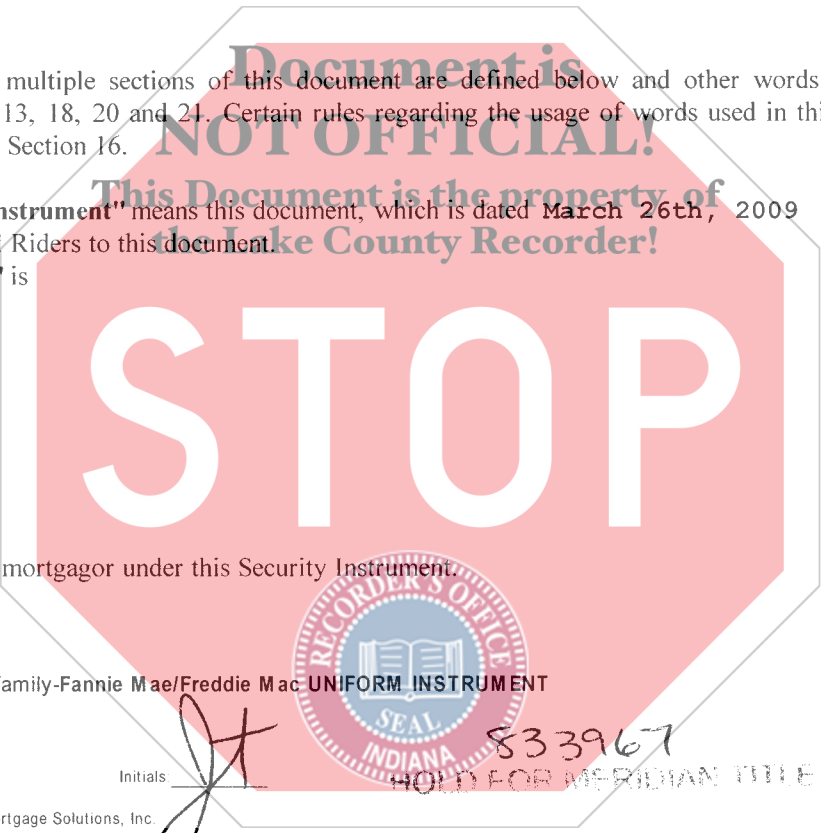 Document is
multiple sections of this document are defined below and other words
13, 18, 20 and 21. Certain rules regarding the usage of words used in thi
NOT OFFICIAL!
Section 16.
This Document is the property of
nstrument" means this document, which is dated March 26th, 2009
the Lake County Recorder!
Riders to this document.
" is
STOP
mortgagor under this Security Instrument.
RECORDER'S OFFICE
SEAL
INDIANA
amily-Fannie Mae/Freddie Mac UNIFORM INSTRUMENT
833967
Initials:
HOLD FOR MERIDIAN TITLE
rtgage Solutions, Inc.